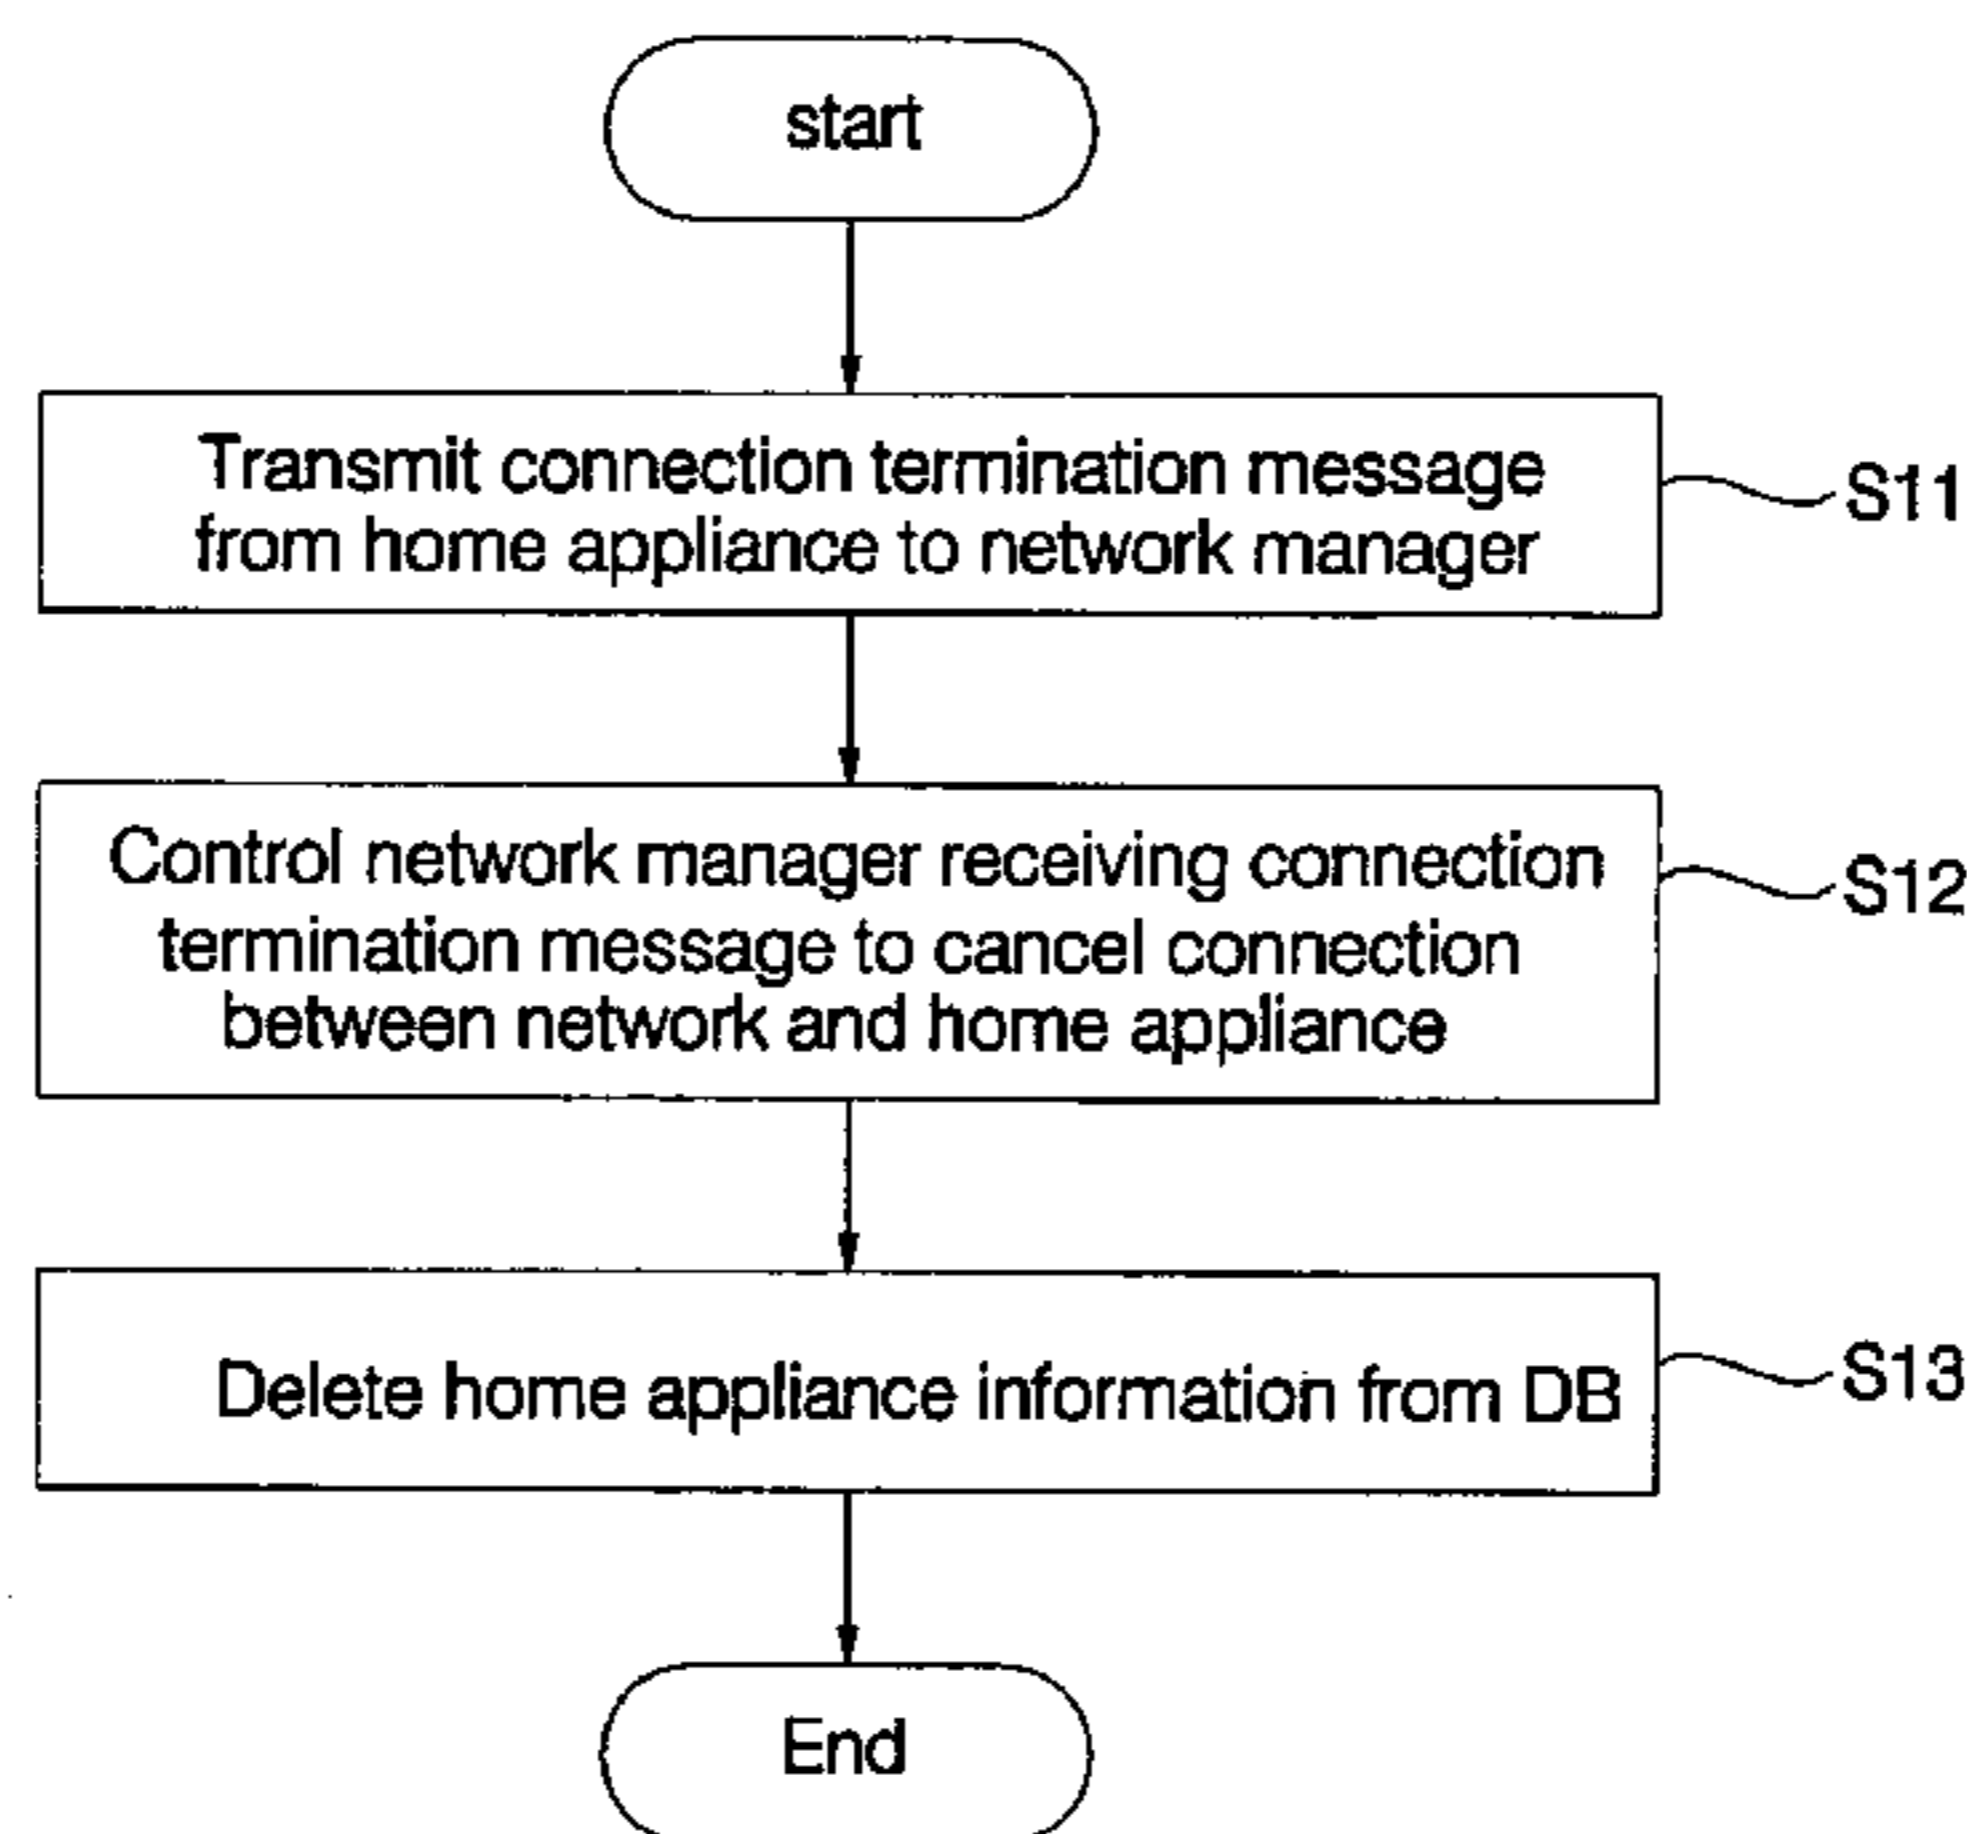 start
Transmit connection termination message
from home appliance to network manager
S11
Control network manager receiving connection
termination message to cancel connection
between network and home appliance
S12
Delete home appliance information from DB
S13
End